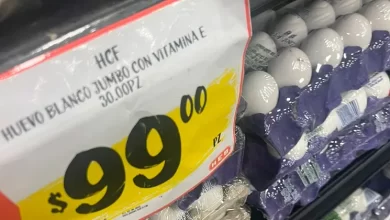 HCF
HUEVO BLANCO JUMBO CON VITAMINA E
30.00PZ
$99.00
PZ